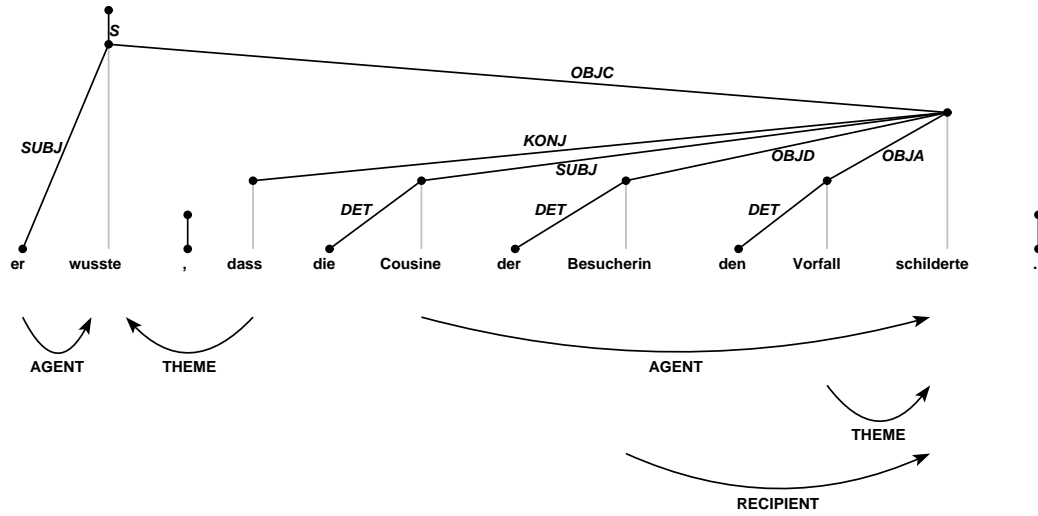 S
OBJC
KONJ
SUBJ
SUBJ
OBJD
OBJA
DET
DET
DET
er wusste , dass die Cousine der Besucherin den Vorfall schilderte .
AGENT THEME AGENT
THEME
RECIPIENT